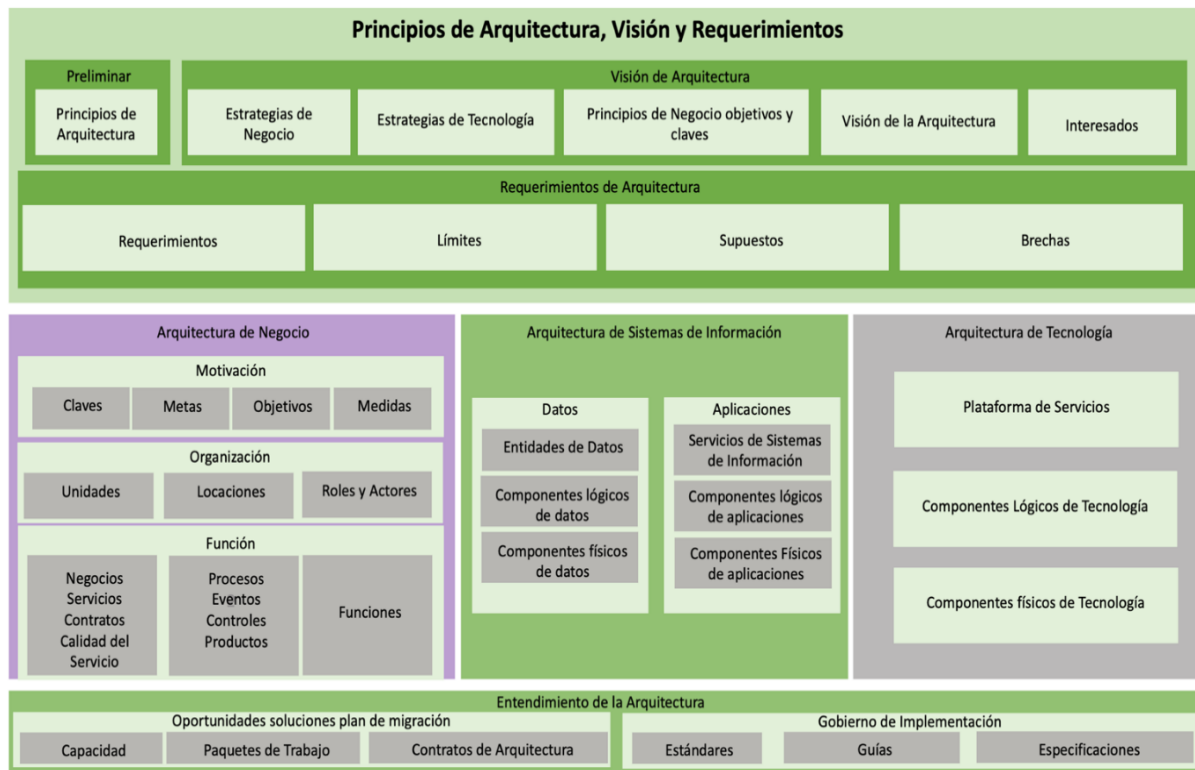 Principios de Arquitectura, Visión y Requerimientos
Preliminar
Principios de
Arquitectura
Visión de Arquitectura
Estrategias de
Negocio
Estrategias de Tecnología
Principios de Negocio objetivos y
claves
Visión de la Arquitectura
Interesados
Requerimientos de Arquitectura
Requerimientos
Límites
Supuestos
Brechas
Arquitectura de Negocio
Motivación
Claves
Metas
Objetivos
Medidas
Organización
Unidades
Locaciones
Roles y Actores
Función
Negocios
Servicios
Contratos
Calidad del
Servicio
Procesos
Eventos
Controles
Productos
Funciones
Arquitectura de Sistemas de Información
Datos
Entidades de Datos
Componentes lógicos
de datos
Componentes físicos
de datos
Aplicaciones
Servicios de Sistemas
de Información
Componentes lógicos
de aplicaciones
Componentes Físicos
de aplicaciones
Arquitectura de Tecnología
Plataforma de Servicios
Componentes Lógicos de Tecnología
Componentes físicos de Tecnología
Entendimiento de la Arquitectura
Oportunidades soluciones plan de migración
Capacidad
Paquetes de Trabajo
Contratos de Arquitectura
Gobierno de Implementación
Estándares
Guías
Especificaciones